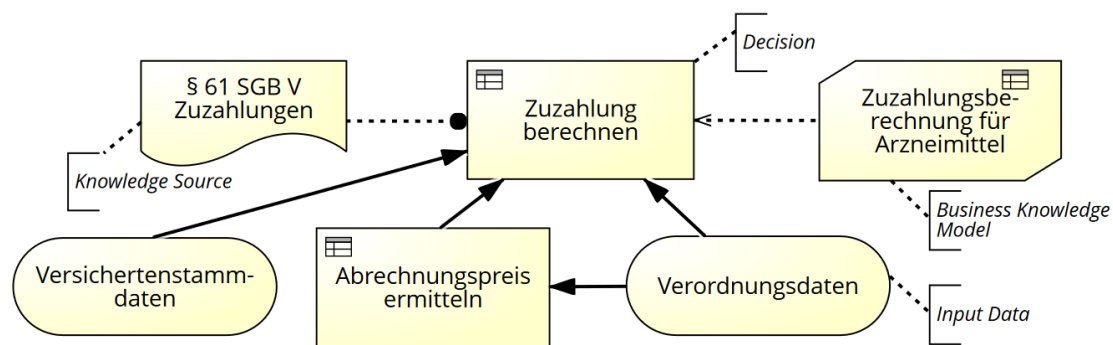 Decision
§ 61 SGB V
Zuzahlungen
Zuzahlung
berechnen
Zuzahlungsbe-
rechnung für
Arzneimittel
Knowledge Source
Business Knowledge
Model
Versichertenstamm-
daten
Abrechnungspreis
ermitteln
Verordnungsdaten
Input Data